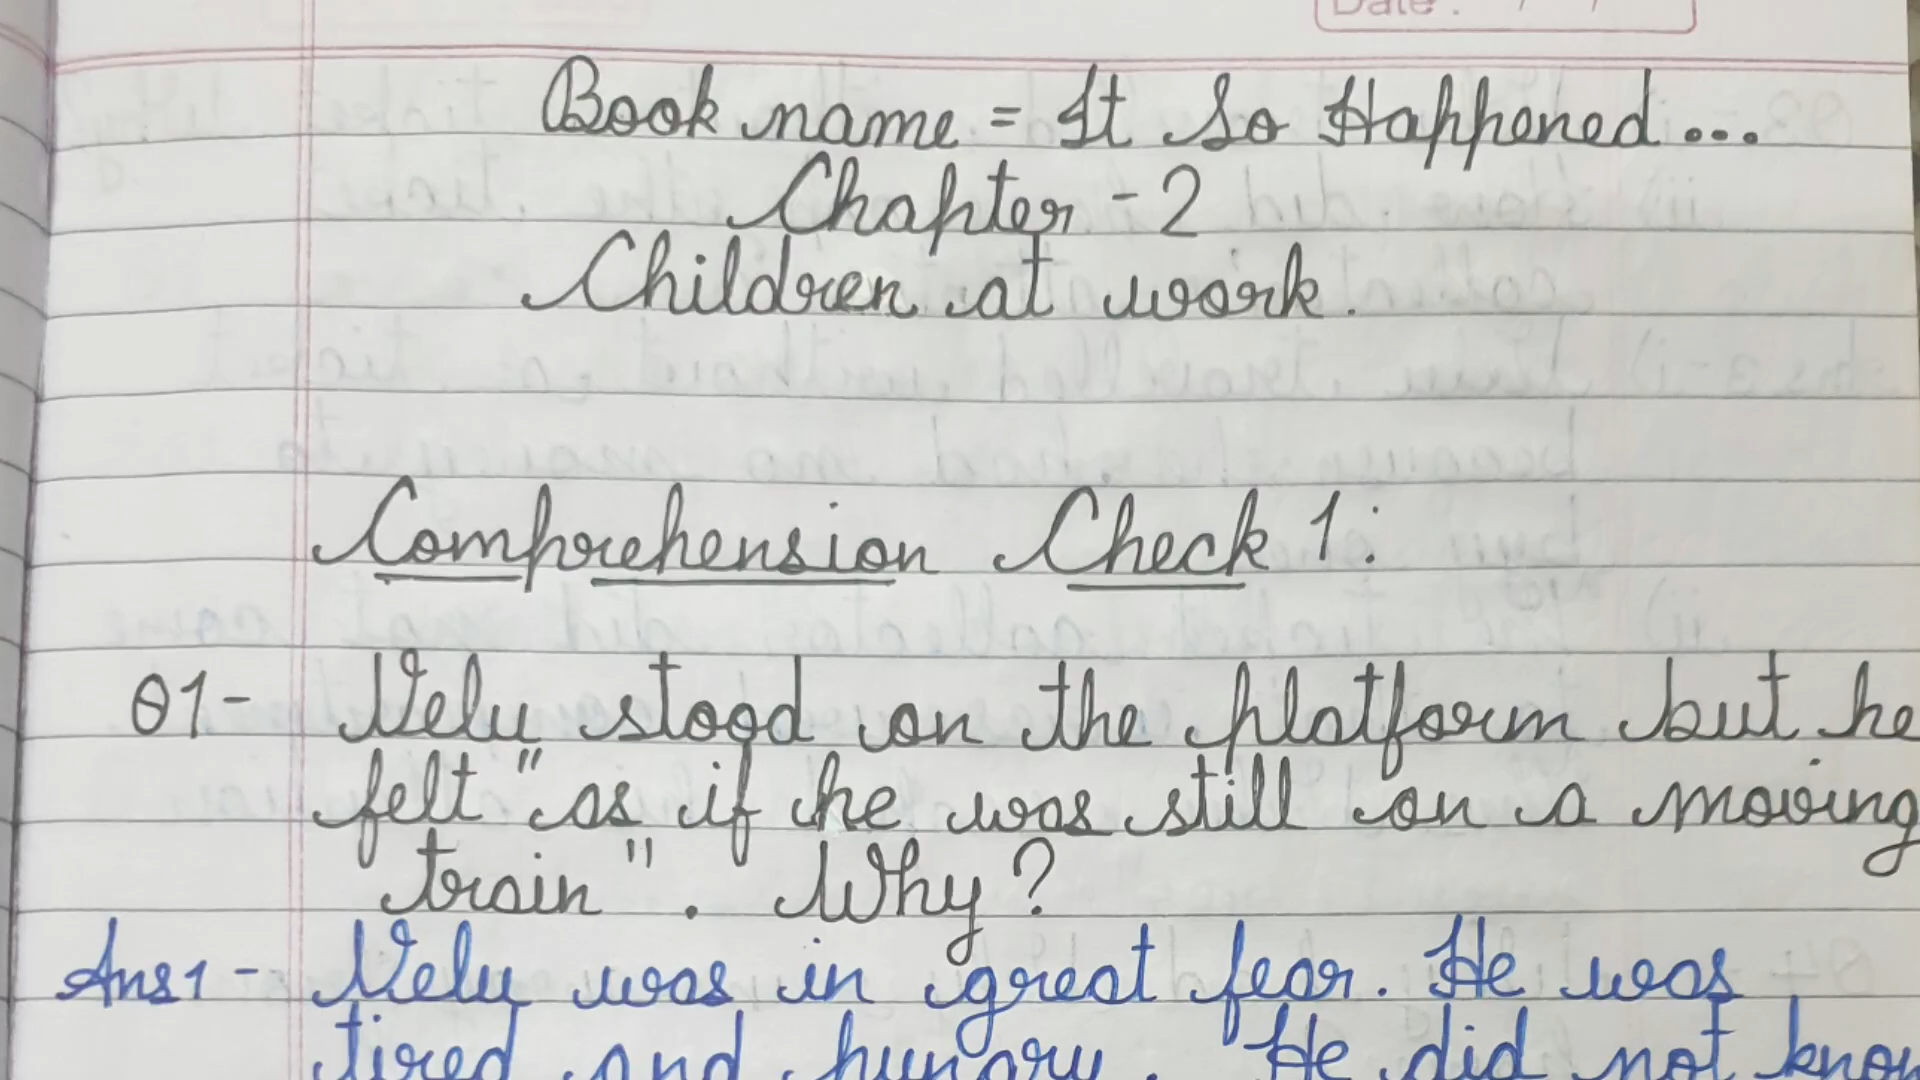 Date : / /
Book name = It So Happened...
Chapter - 2
Children at work.
Comprehension Check 1:
Q1- Velu stood on the platform but he
felt "as if he was still on a moving
train". Why?
Ans1- Velu was in great fear. He was
tired and hungry. He did not know